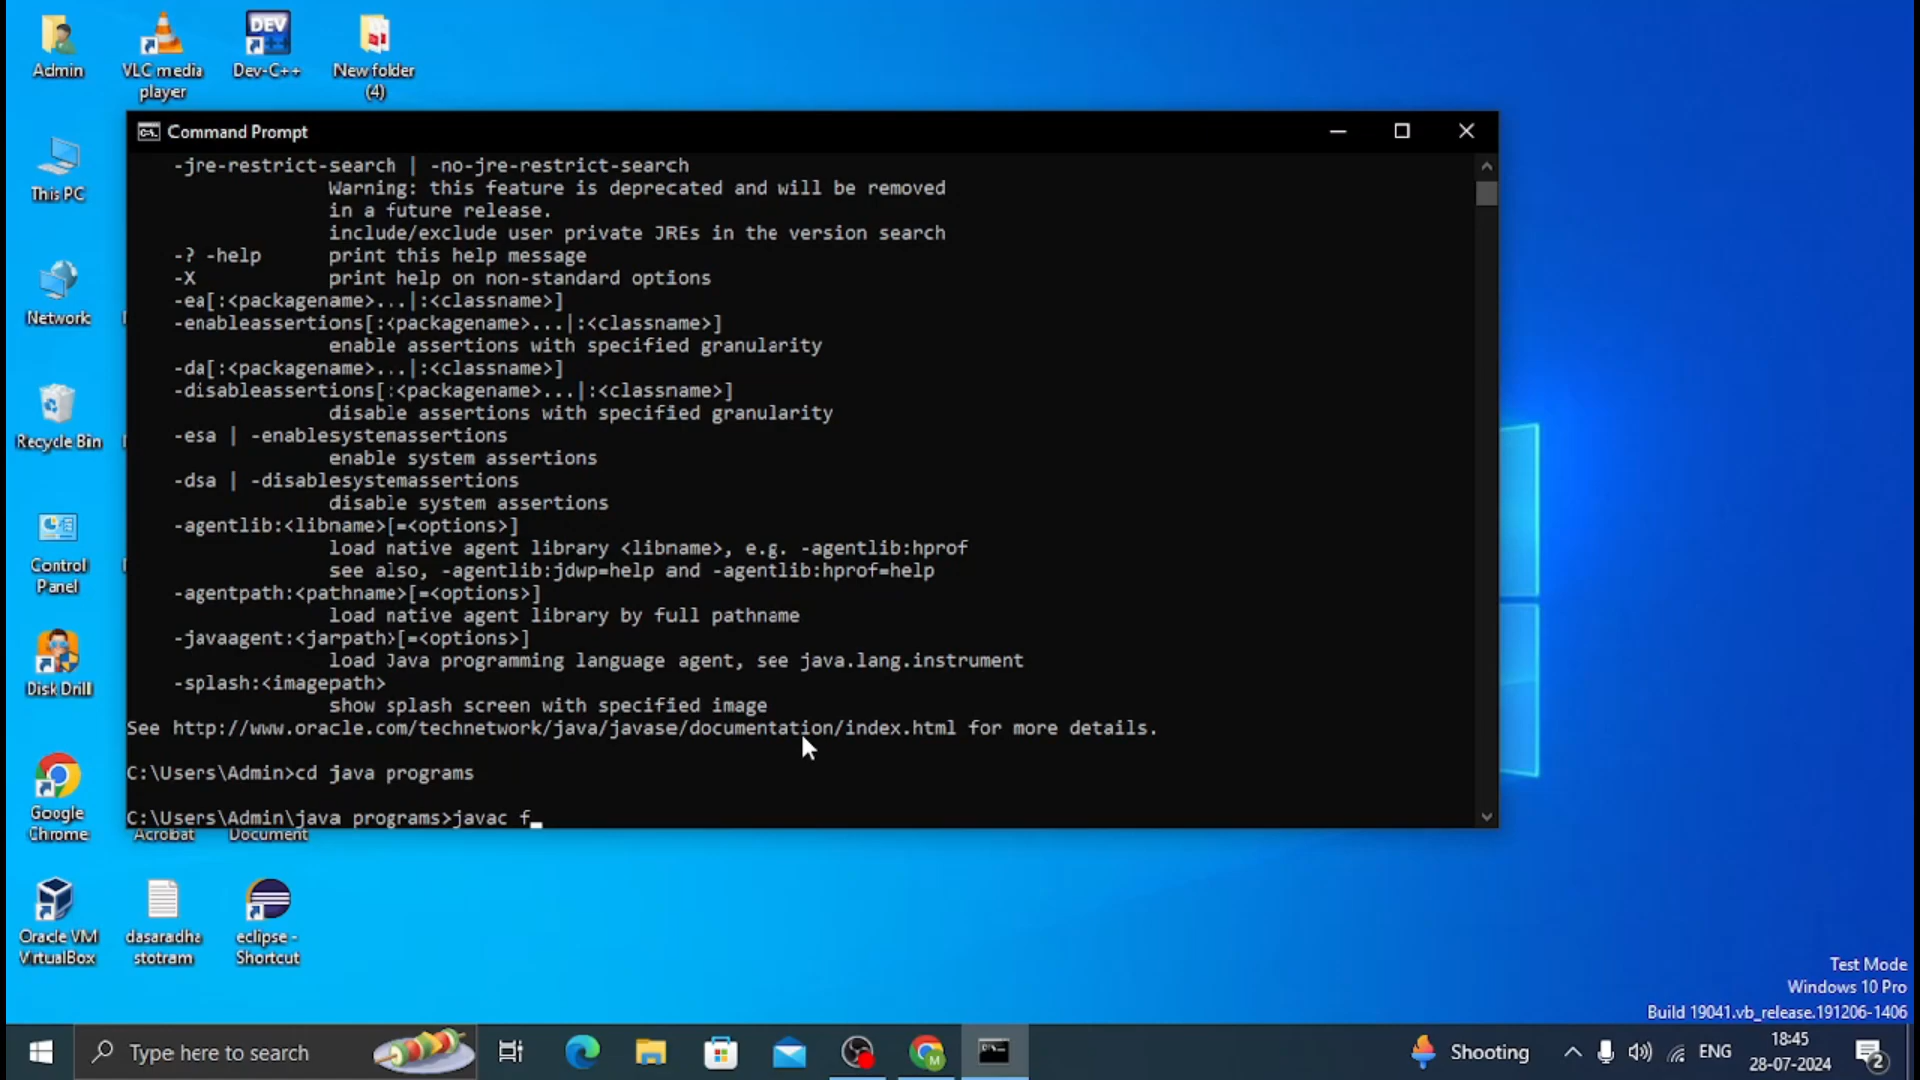 Admin
VLC media player
Dev-C++
New folder (4)
This PC
Network
Recycle Bin
Control Panel
Disk Drill
Google Chrome
Acrobat
Document
Oracle VM VirtualBox
dasaradha stotram
eclipse - Shortcut
DEV
Command Prompt
-jre-restrict-search | -no-jre-restrict-search
Warning: this feature is deprecated and will be removed
in a future release.
include/exclude user private JREs in the version search
-? -help print this help message
-X print help on non-standard options
-ea[:<packagename>...|:<classname>]
-enableassertions[:<packagename>...|:<classname>]
enable assertions with specified granularity
-da[:<packagename>...|:<classname>]
-disableassertions[:<packagename>...|:<classname>]
disable assertions with specified granularity
-esa | -enablesystemassertions
enable system assertions
-dsa | -disablesystemassertions
disable system assertions
-agentlib:<libname>[=<options>]
load native agent library <libname>, e.g. -agentlib:hprof
see also, -agentlib:jdwp=help and -agentlib:hprof=help
-agentpath:<pathname>[=<options>]
load native agent library by full pathname
-javaagent:<jarpath>[=<options>]
load Java programming language agent, see java.lang.instrument
-splash:<imagepath>
show splash screen with specified image
See http://www.oracle.com/technetwork/java/javase/documentation/index.html for more details.
C:\Users\Admin>cd java programs
C:\Users\Admin\java programs>javac f_
Test Mode
Windows 10 Pro
Build 19041.vb_release.191206-1406
Type here to search
Shooting
ENG
18:45
28-07-2024
2